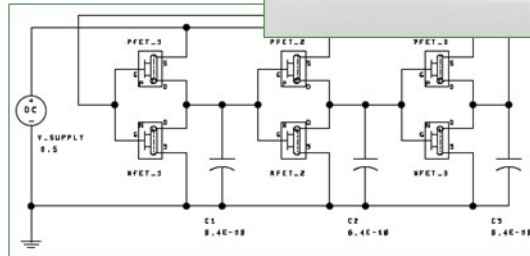 PFET_1
PFET_2
PFET_3
S
G
P
D
S
G
P
D
S
G
P
D
DC
V_SUPPLY
0.5
N
D
G
S
N
D
G
S
N
D
G
S
NFET_1
NFET_2
NFET_3
C1
C2
C3